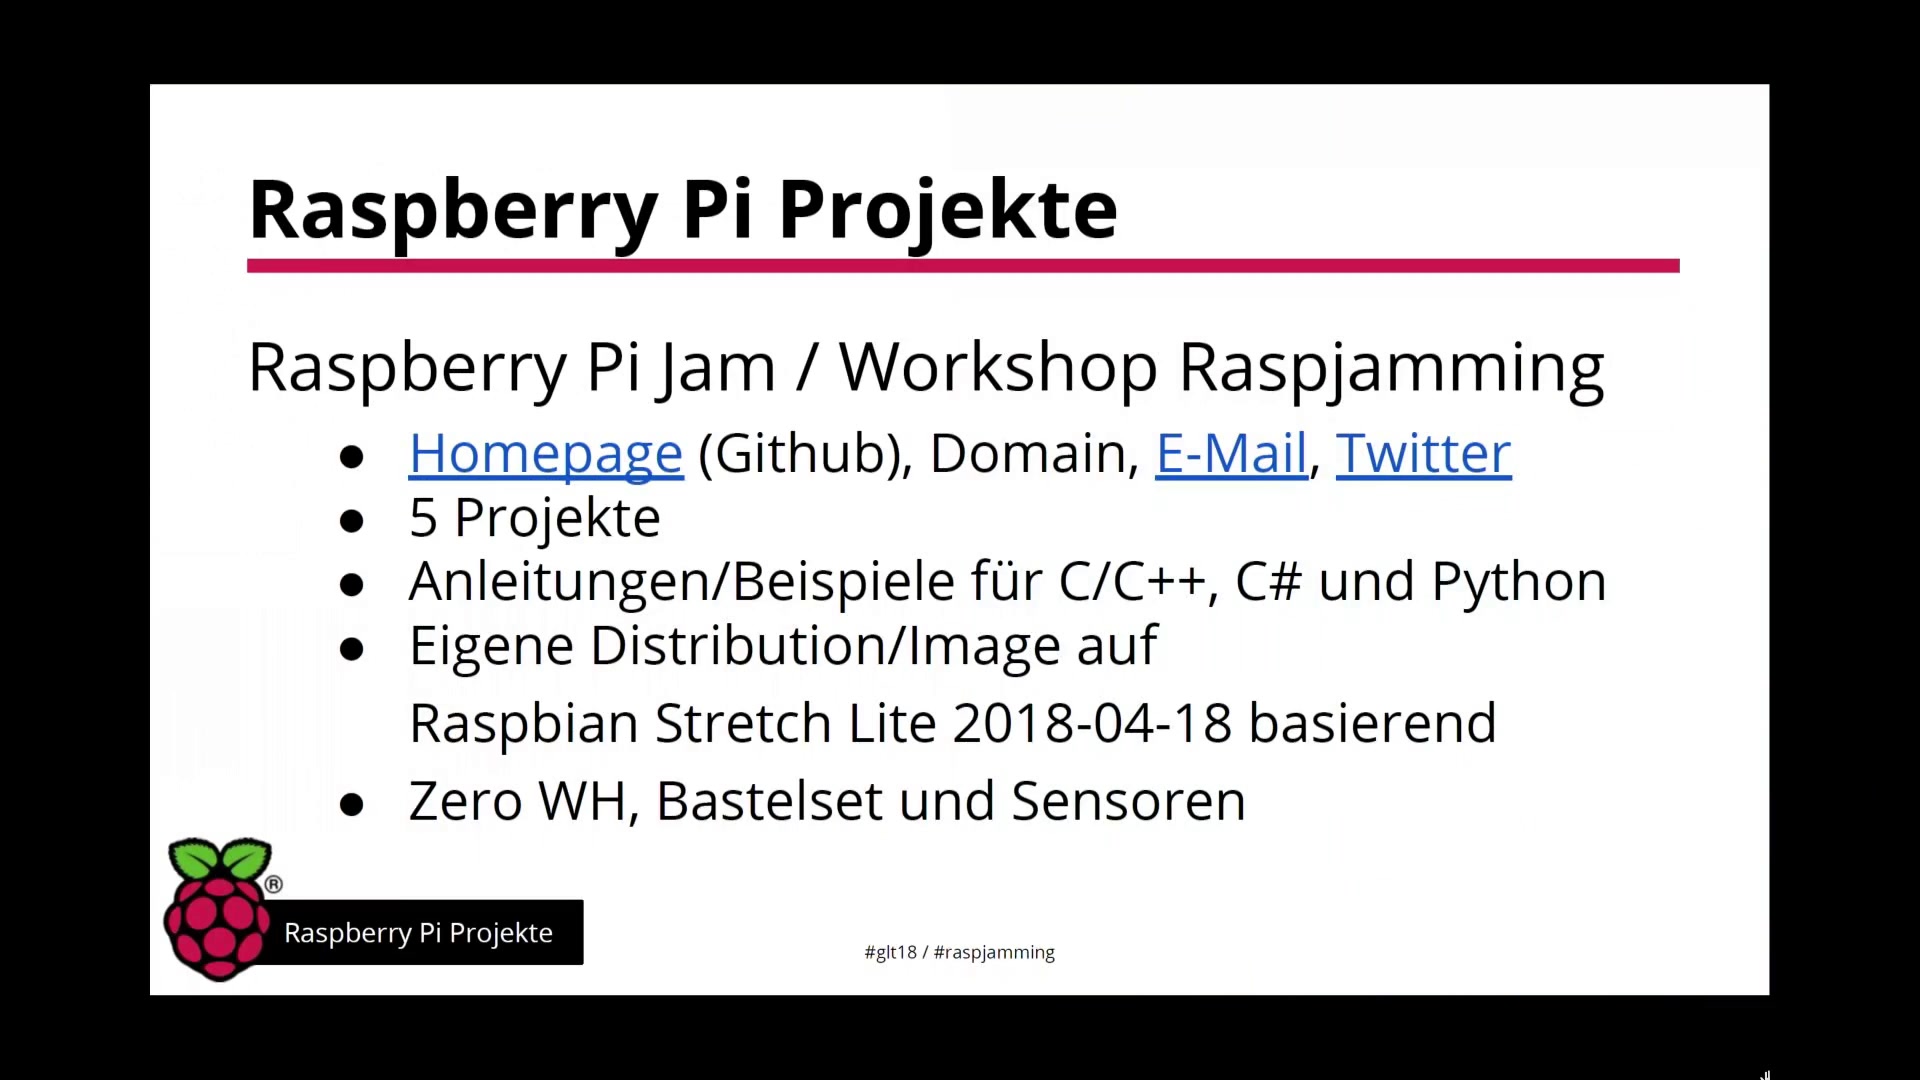 Raspberry Pi Projekte
Raspberry Pi Jam / Workshop Raspjamming
● Homepage (Github), Domain, E-Mail, Twitter
● 5 Projekte
● Anleitungen/Beispiele für C/C++, C# und Python
● Eigene Distribution/Image auf
Raspbian Stretch Lite 2018-04-18 basierend
● Zero WH, Bastelset und Sensoren
®
Raspberry Pi Projekte
#glt18 / #raspjamming